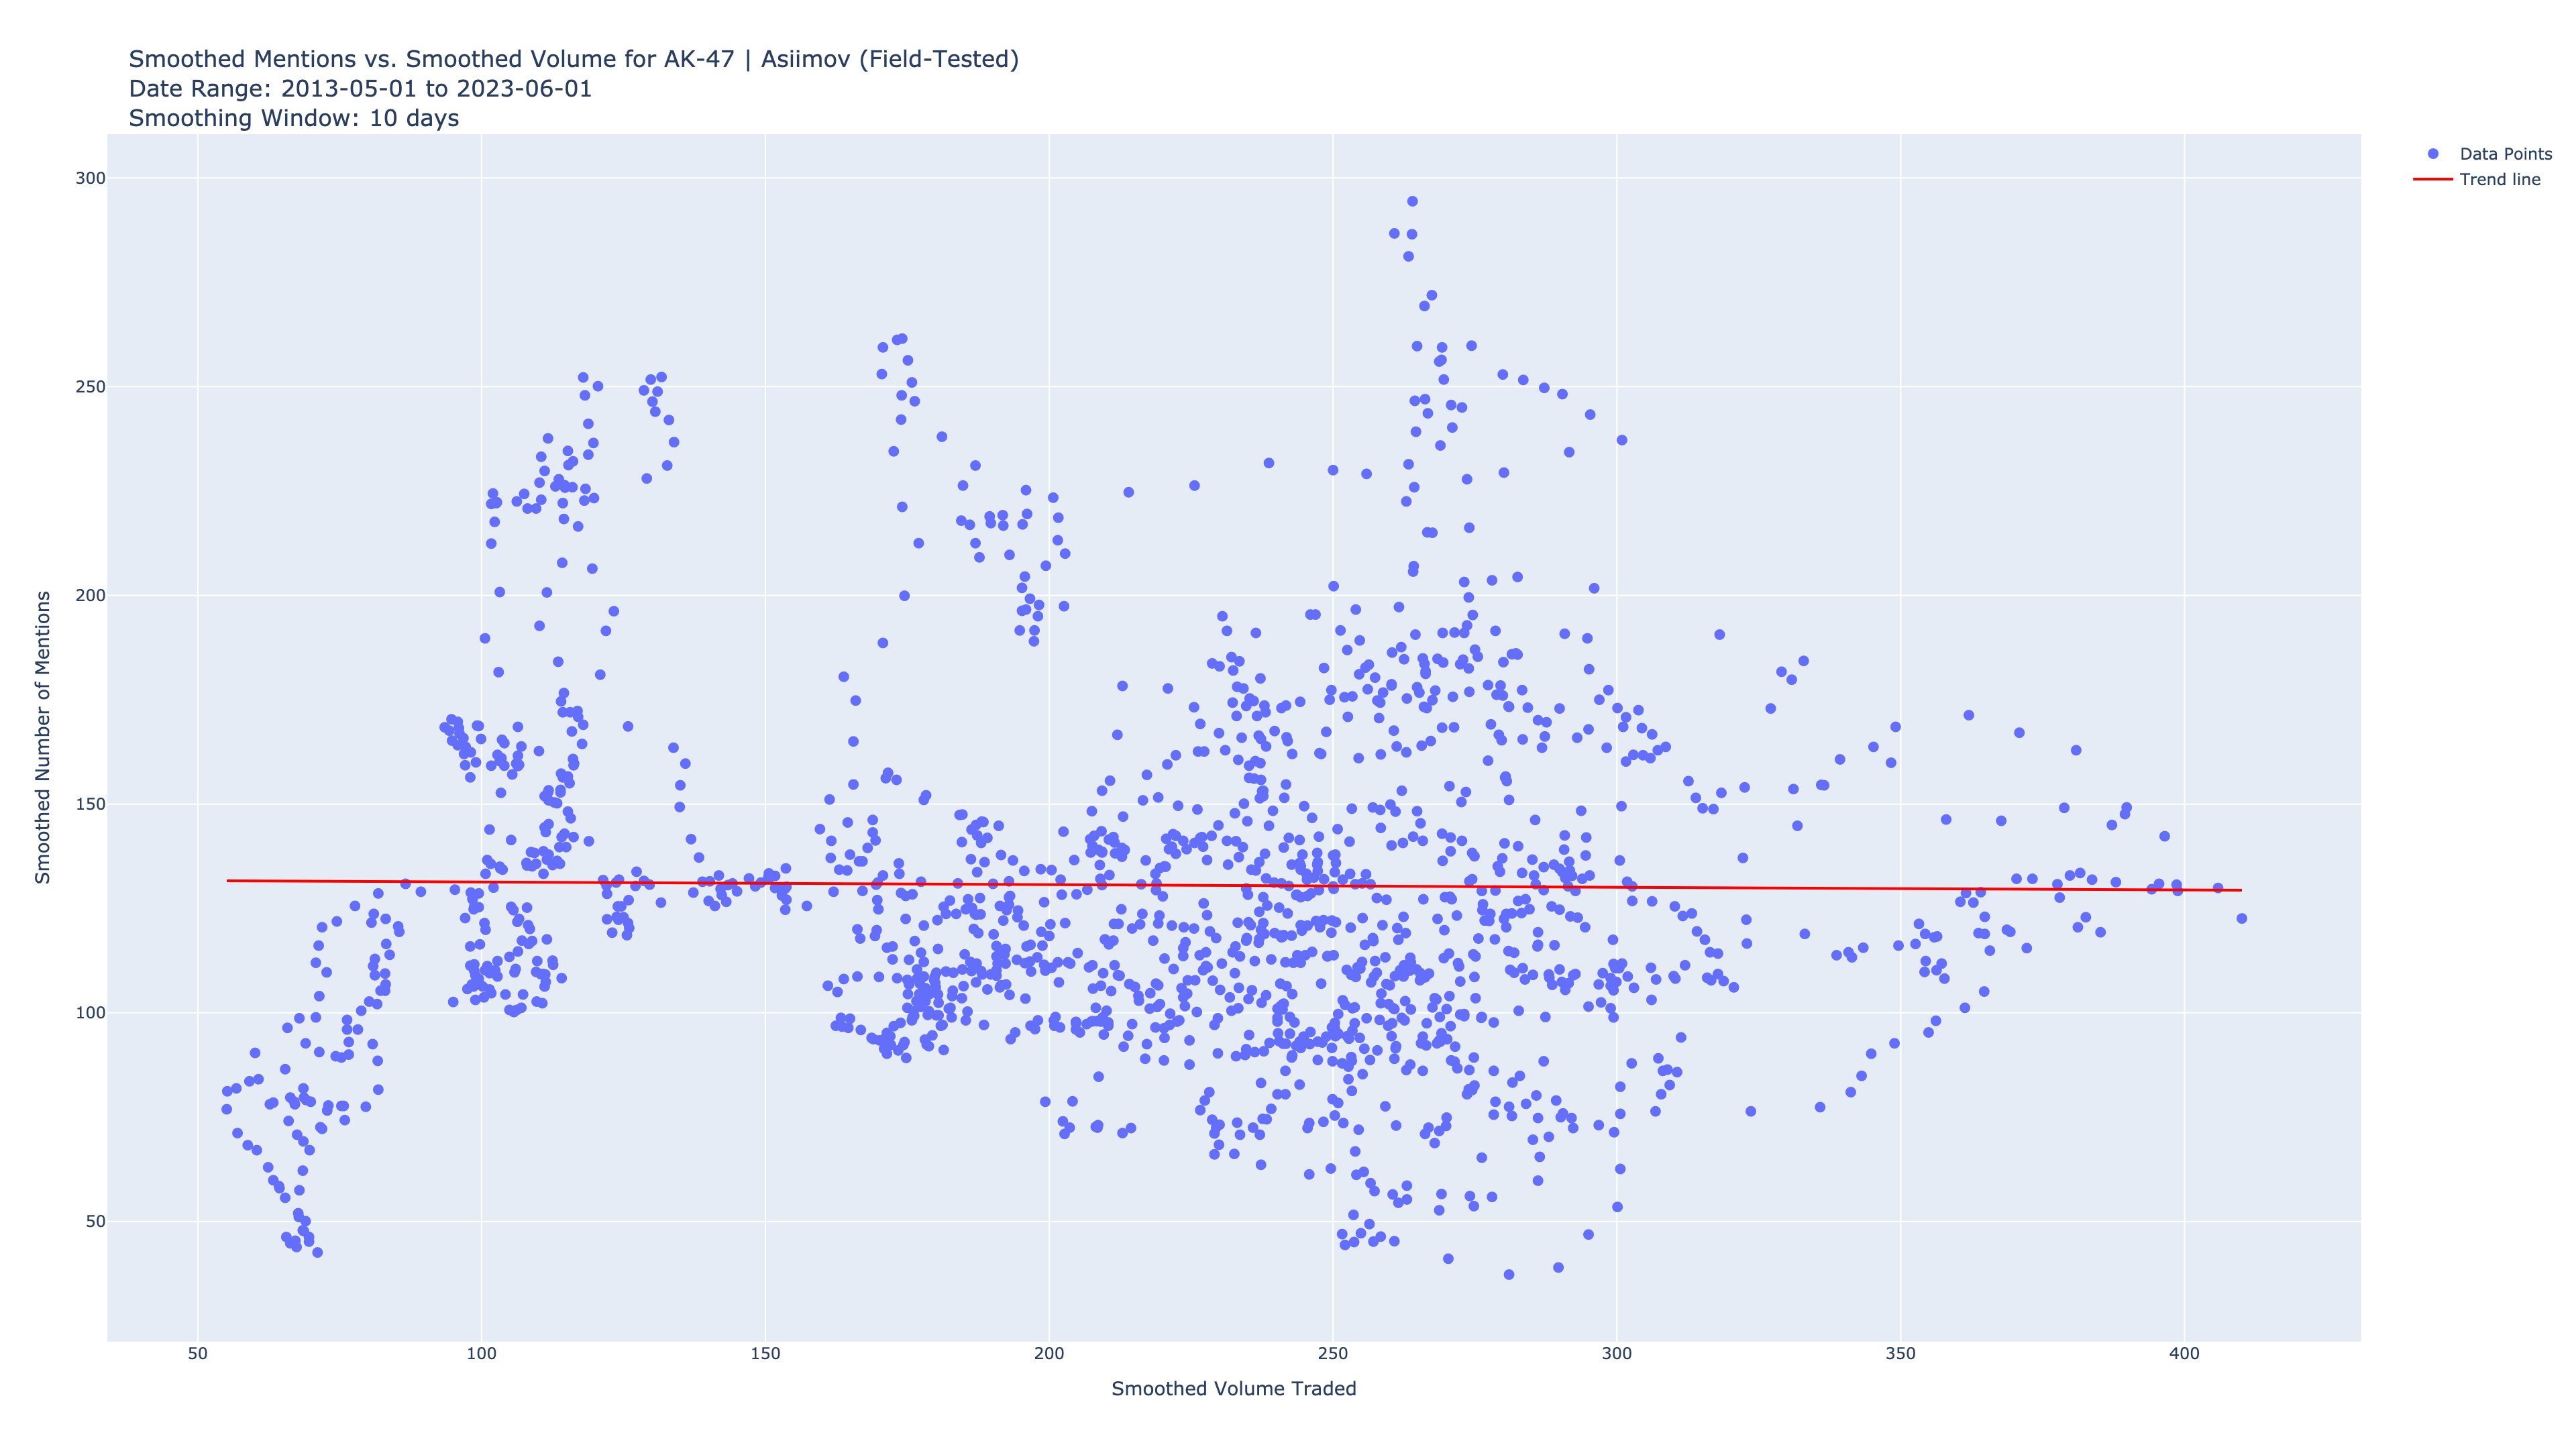 Smoothed Mentions vs. Smoothed Volume for AK-47 | Asiimov (Field-Tested)
Date Range: 2013-05-01 to 2023-06-01
Smoothing Window: 10 days
Data Points
Trend line
300
250
200
150
100
50
Smoothed Number of Mentions
50
100
150
200
250
300
350
400
Smoothed Volume Traded